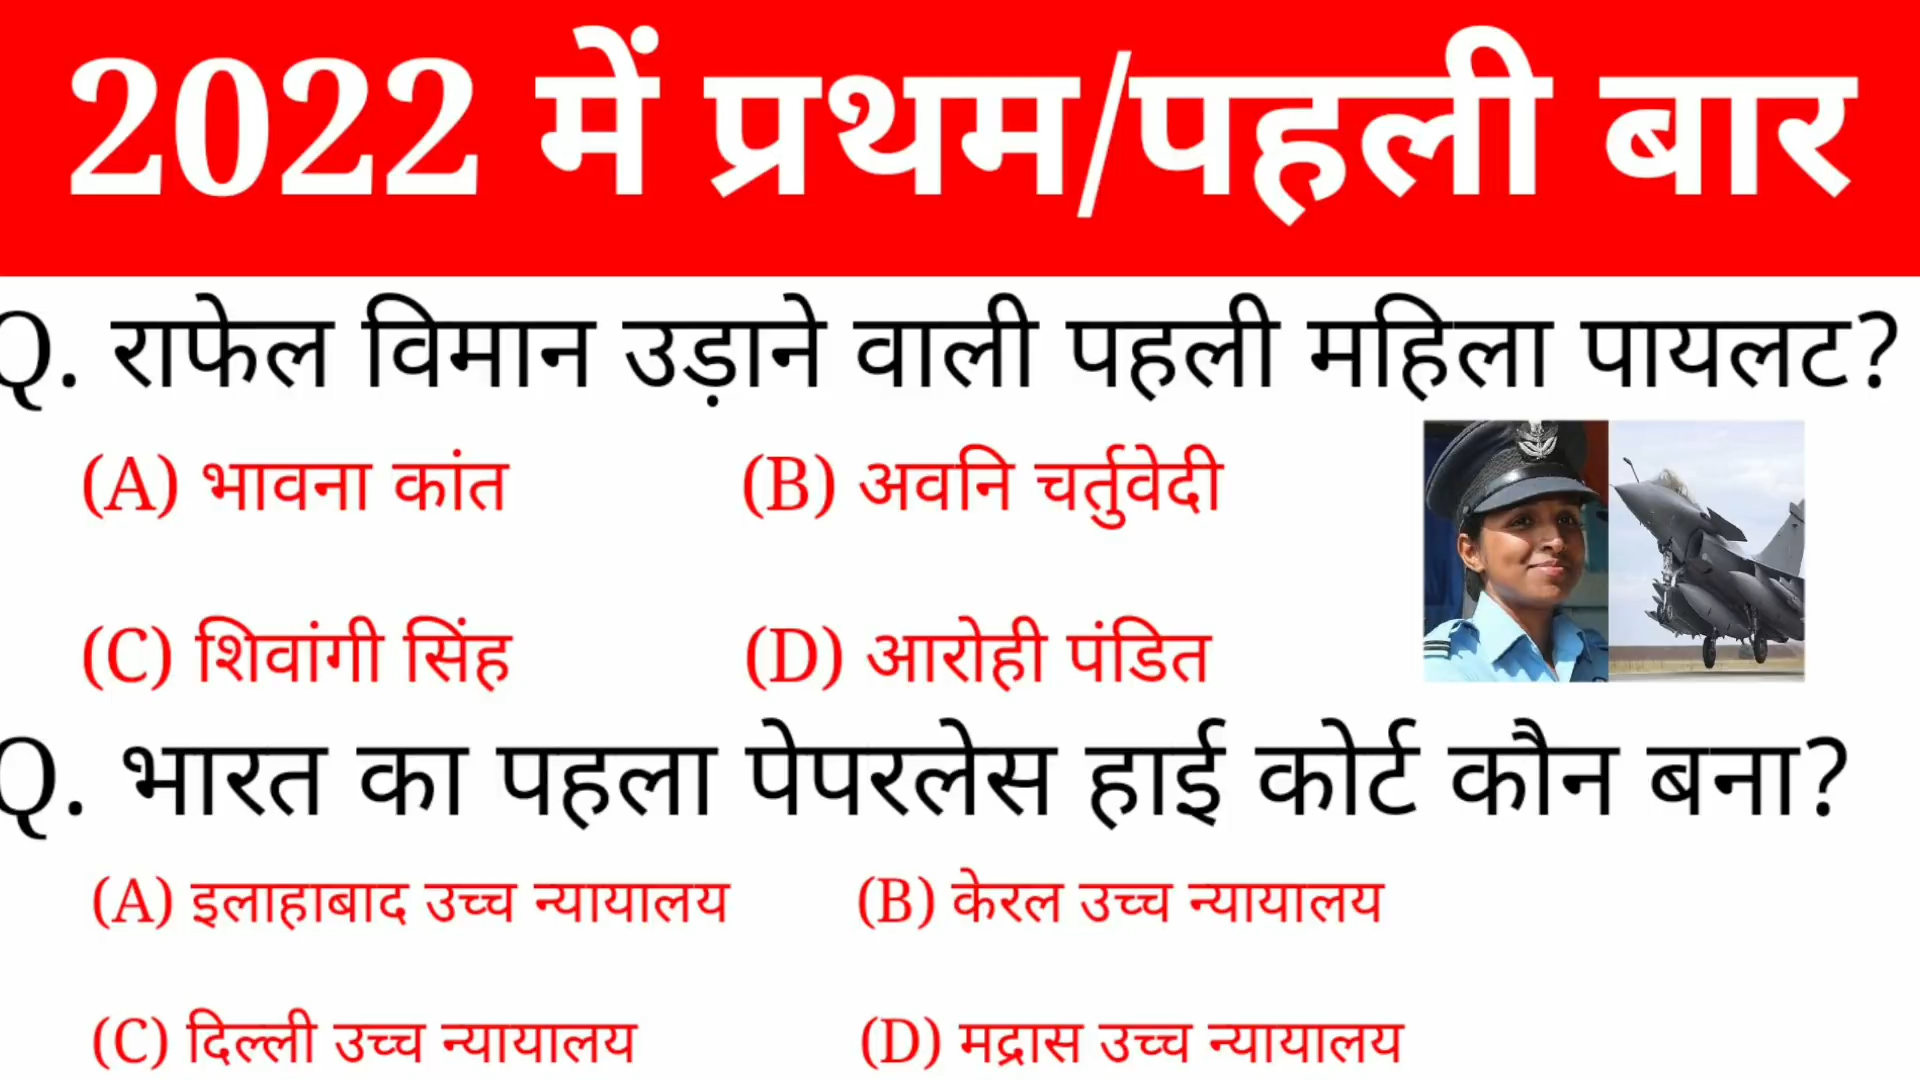 2022 में प्रथम/पहली बार
Q. राफेल विमान उड़ाने वाली पहली महिला पायलट?
(A) भावना कांत (B) अवनि चर्तुवेदी
(C) शिवांगी सिंह (D) आरोही पंडित
Q. भारत का पहला पेपरलेस हाई कोर्ट कौन बना?
(A) इलाहाबाद उच्च न्यायालय (B) केरल उच्च न्यायालय
(C) दिल्ली उच्च न्यायालय (D) मद्रास उच्च न्यायालय